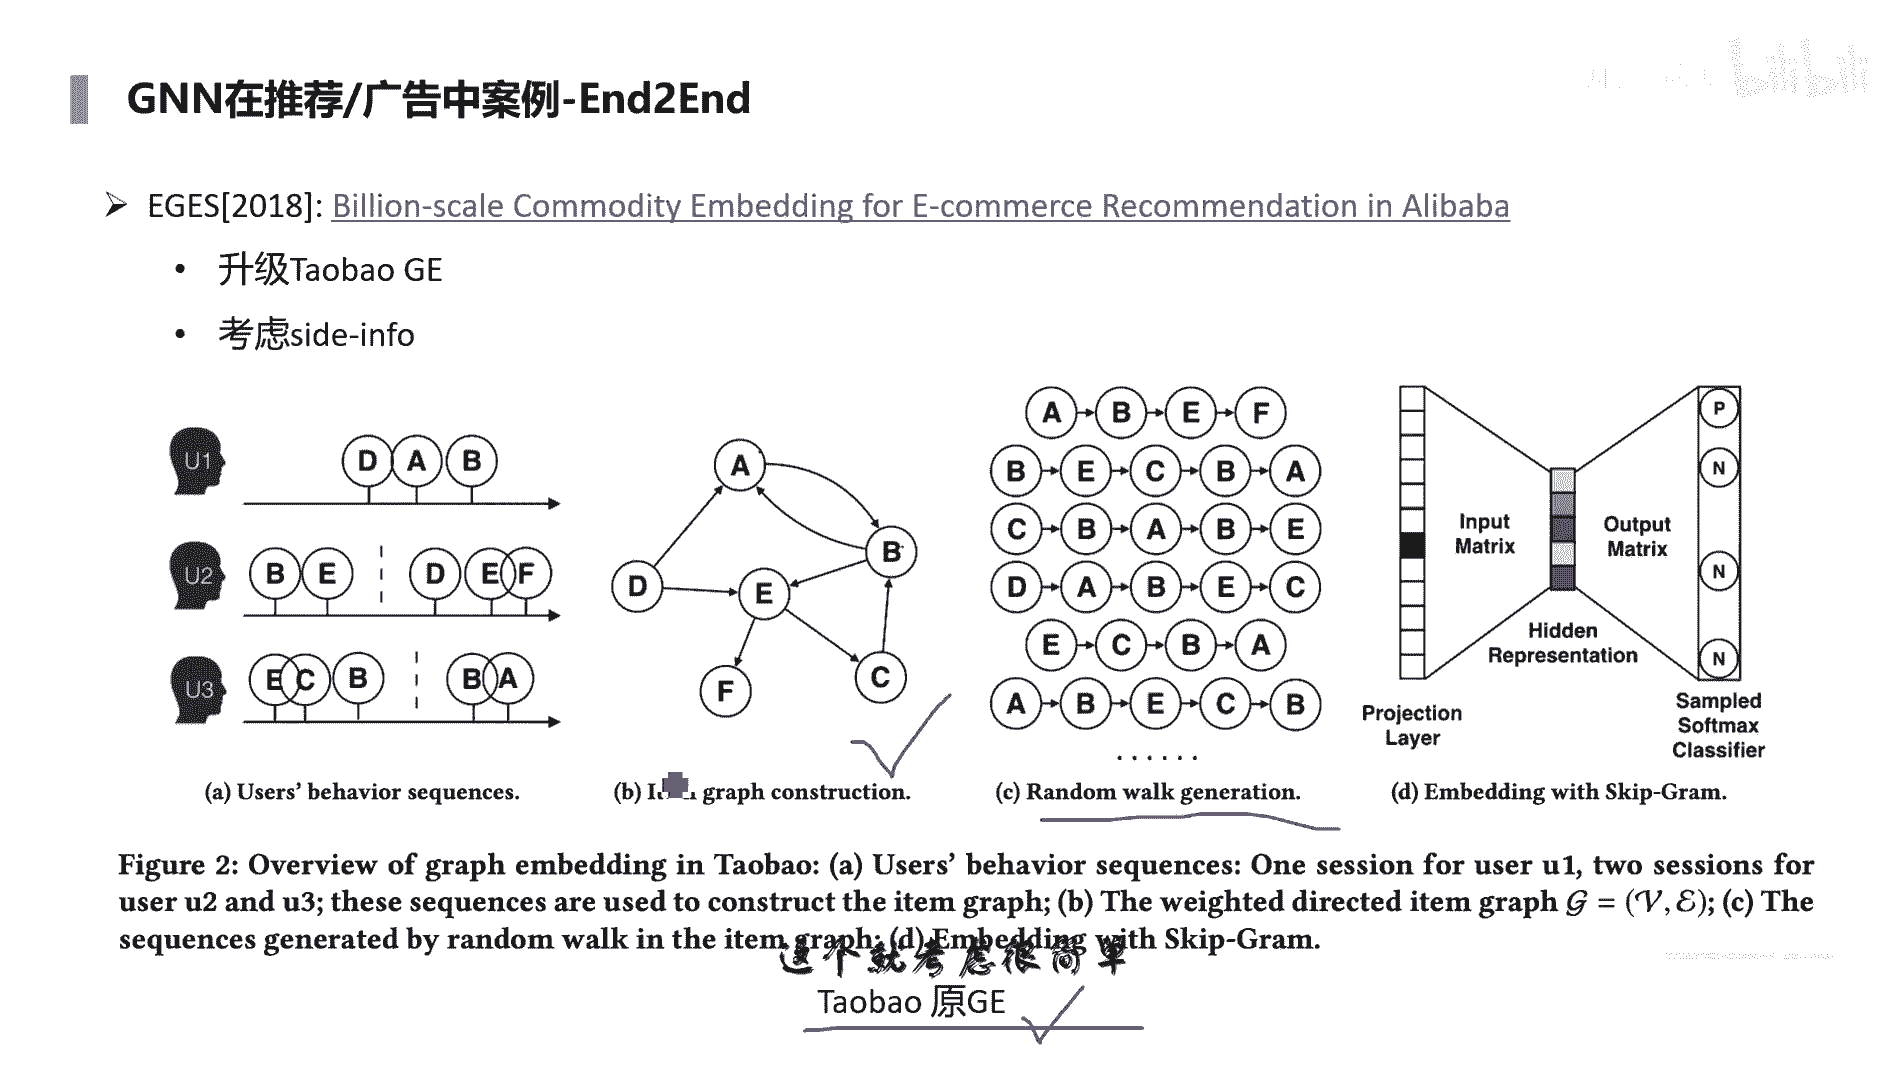 GNN在推荐/广告中案例-End2End
bilibili
➢ EGES[2018]: Billion-scale Commodity Embedding for E-commerce Recommendation in Alibaba
• 升级Taobao GE
• 考虑side-info
U1 D A B
U2 B E D E F
U3 E C B B A
A B D E F C
A B E F
B E C B A
C B A B E
D A B E C
E C B A
A B E C B
......
P
N
N
N
Input
Matrix
Output
Matrix
Hidden
Representation
Projection
Layer
Sampled
Softmax
Classifier
(a) Users’ behavior sequences.
(b) graph construction.
(c) Random walk generation.
(d) Embedding with Skip-Gram.
Figure 2: Overview of graph embedding in Taobao: (a) Users’ behavior sequences: One session for user u1, two sessions for
user u2 and u3; these sequences are used to construct the item graph; (b) The weighted directed item graph 𝒢 = (𝒱, ℰ); (c) The
sequences generated by random walk in the item graph; (d) Embedding with Skip-Gram.
这个就考虑很简单
Taobao 原GE